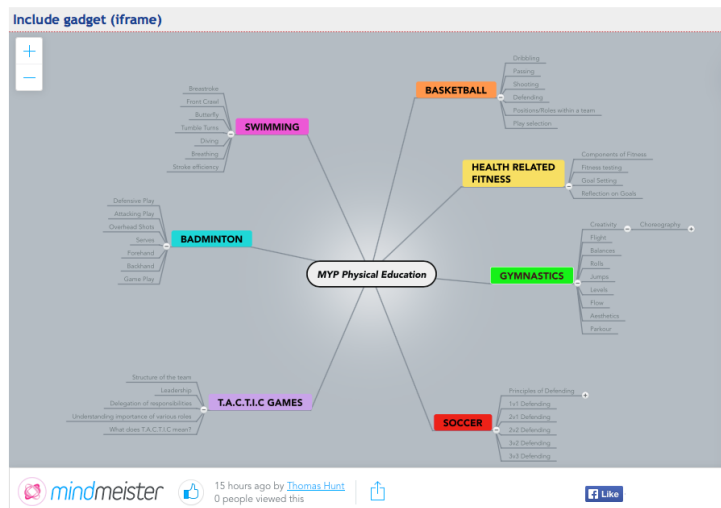 Include gadget (iframe)
BASKETBALL
Dribbling
Passing
Shooting
Defending
Positions/Roles within a team
Play selection
HEALTH RELATED
FITNESS
Components of Fitness
Fitness testing
Goal Setting
Reflection on Goals
GYMNASTICS
Creativity
Choreography
Flight
Balances
Rolls
Jumps
Levels
Flow
Aesthetics
Parkour
SOCCER
Principles of Defending
1v1 Defending
2v1 Defending
2v2 Defending
3v2 Defending
3v3 Defending
SWIMMING
Breastroke
Front Crawl
Butterfly
Tumble Turns
Diving
Breathing
Stroke efficiency
BADMINTON
Defensive Play
Attacking Play
Overhead Shots
Serves
Forehand
Backhand
Game Play
T.A.C.T.I.C GAMES
Structure of the team
Leadership
Delegation of responsibilities
Understanding importance of various roles
What does T.A.C.T.I.C mean?
MYP Physical Education
mindmeister
15 hours ago by Thomas Hunt
0 people viewed this
Like